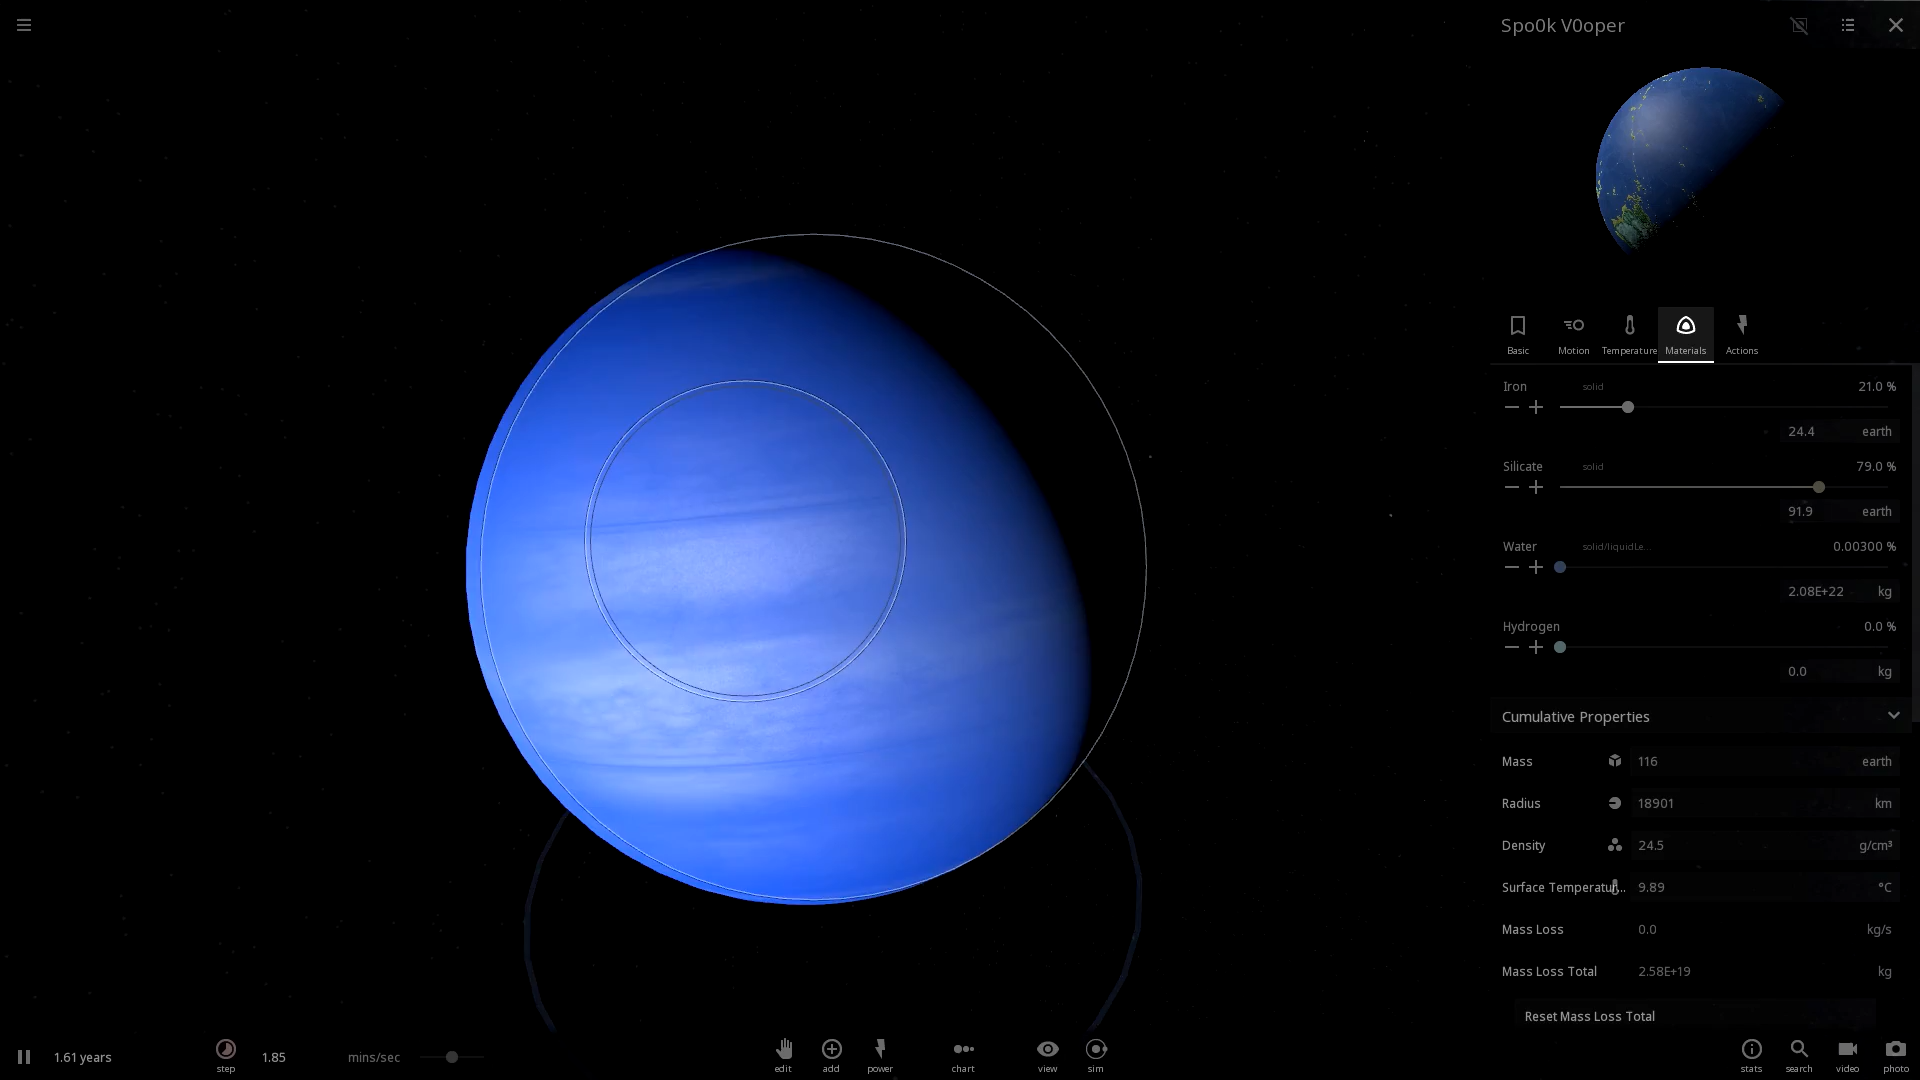 Spo0k V0oper
Basic Motion Temperature Materials Actions
Iron solid 21.0 %
24.4 earth
Silicate solid 79.0 %
91.9 earth
Water solid/liquidLe... 0.00300 %
2.08E+22 kg
Hydrogen 0.0 %
0.0 kg
Cumulative Properties
Mass 116 earth
Radius 18901 km
Density 24.5 g/cm³
Surface Temperatur... 9.89 °C
Mass Loss 0.0 kg/s
Mass Loss Total 2.58E+19 kg
Reset Mass Loss Total
1.61 years step 1.85 mins/sec edit add power chart view sim stats search video photo